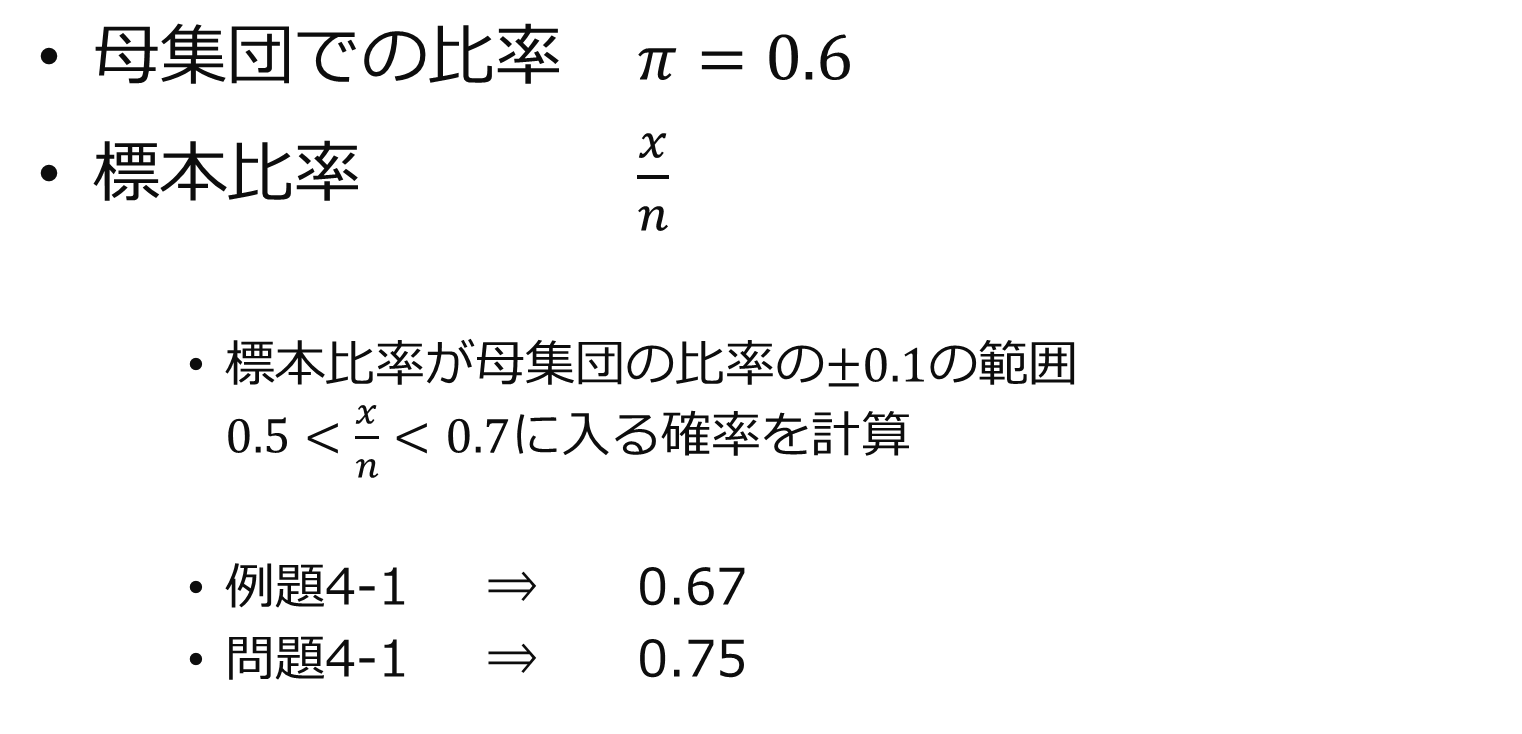 • 母集団での比率 π = 0.6
• 標本比率 x/n
• 標本比率が母集団の比率の±0.1の範囲
0.5 < x/n < 0.7に入る確率を計算
• 例題4-1 ⇒ 0.67
• 問題4-1 ⇒ 0.75